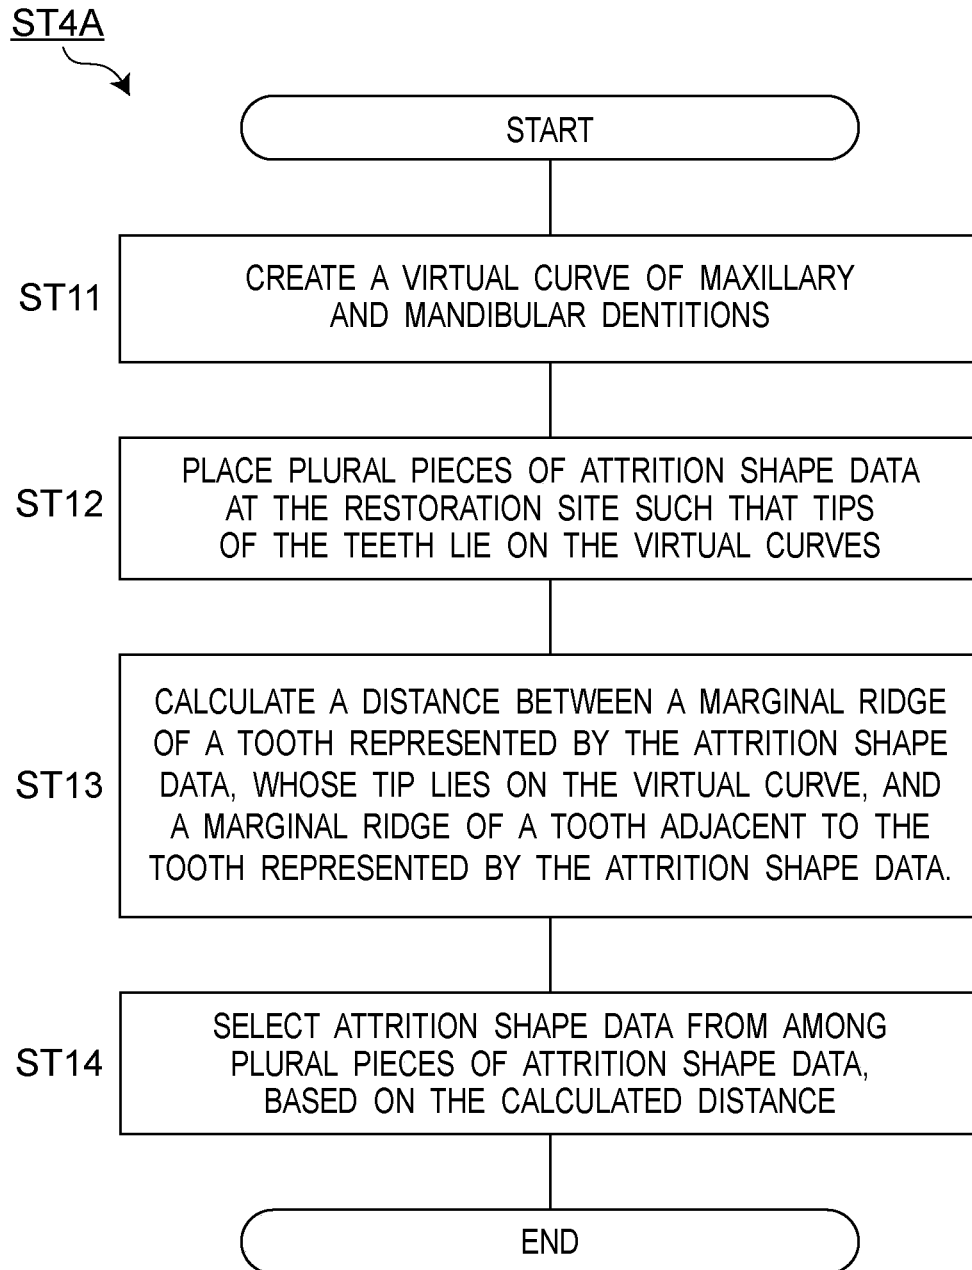 ST4A
START
ST11
CREATE A VIRTUAL CURVE OF MAXILLARY
AND MANDIBULAR DENTITIONS
ST12
PLACE PLURAL PIECES OF ATTRITION SHAPE DATA
AT THE RESTORATION SITE SUCH THAT TIPS
OF THE TEETH LIE ON THE VIRTUAL CURVES
ST13
CALCULATE A DISTANCE BETWEEN A MARGINAL RIDGE
OF A TOOTH REPRESENTED BY THE ATTRITION SHAPE
DATA, WHOSE TIP LIES ON THE VIRTUAL CURVE, AND
A MARGINAL RIDGE OF A TOOTH ADJACENT TO THE
TOOTH REPRESENTED BY THE ATTRITION SHAPE DATA.
ST14
SELECT ATTRITION SHAPE DATA FROM AMONG
PLURAL PIECES OF ATTRITION SHAPE DATA,
BASED ON THE CALCULATED DISTANCE
END